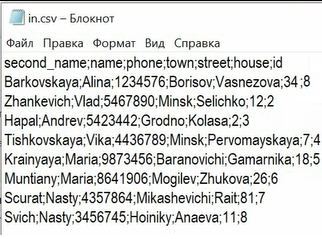 in.csv – Блокнот
Файл Правка Формат Вид Справка
second_name;name;phone;town;street;house;id
Barkovskaya;Alina;1234576;Borisov;Vasnezova;34;8
Zhankevich;Vlad;5467890;Minsk;Selichko;12;2
Hapal;Andrev;5423442;Grodno;Kolasa;2;3
Tishkovskaya;Vika;4436789;Minsk;Pervomayskaya;7;4
Krainyaya;Maria;9873456;Baranovichi;Gamarnika;18;5
Muntiany;Maria;8641906;Mogilev;Zhukova;26;6
Scurat;Nasty;4357864;Mikashevichi;Rait;81;7
Svich;Nasty;3456745;Hoiniky;Anaeva;11;8